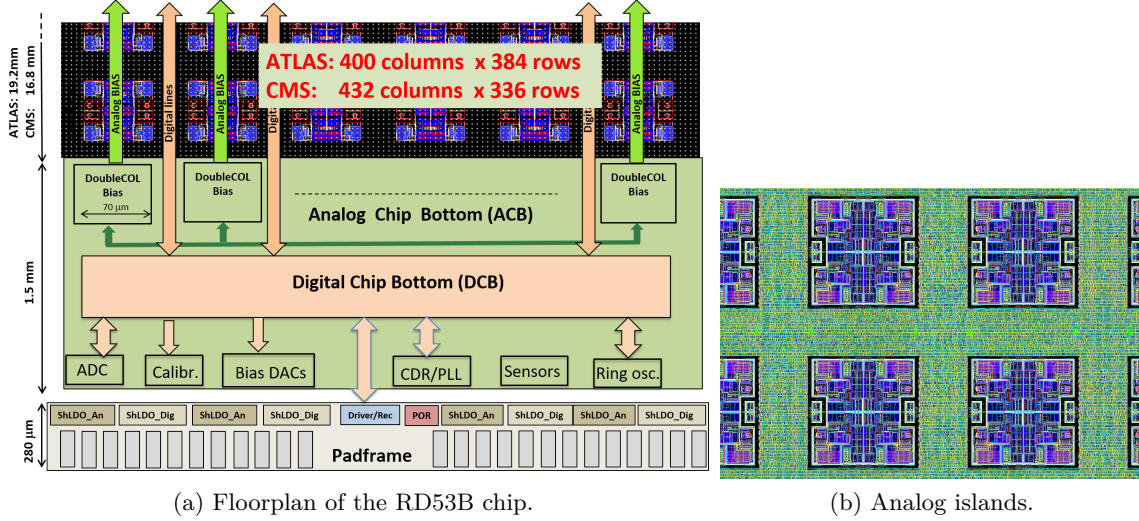 ATLAS: 19.2mm
CMS: 16.8 mm
Analog BIAS
Digital lines
Analog BIAS
Digital
Digital
Analog BIAS
ATLAS: 400 columns x 384 rows
CMS: 432 columns x 336 rows
1.5 mm
DoubleCOL
Bias
70 µm
DoubleCOL
Bias
DoubleCOL
Bias
Analog Chip Bottom (ACB)
Digital Chip Bottom (DCB)
ADC
Calibr.
Bias DACs
CDR/PLL
Sensors
Ring osc.
280 µm
ShLDO_An
ShLDO_Dig
ShLDO_An
ShLDO_Dig
Driver/Rec
POR
ShLDO_An
ShLDO_Dig
ShLDO_An
ShLDO_Dig
Padframe
(a) Floorplan of the RD53B chip.
(b) Analog islands.